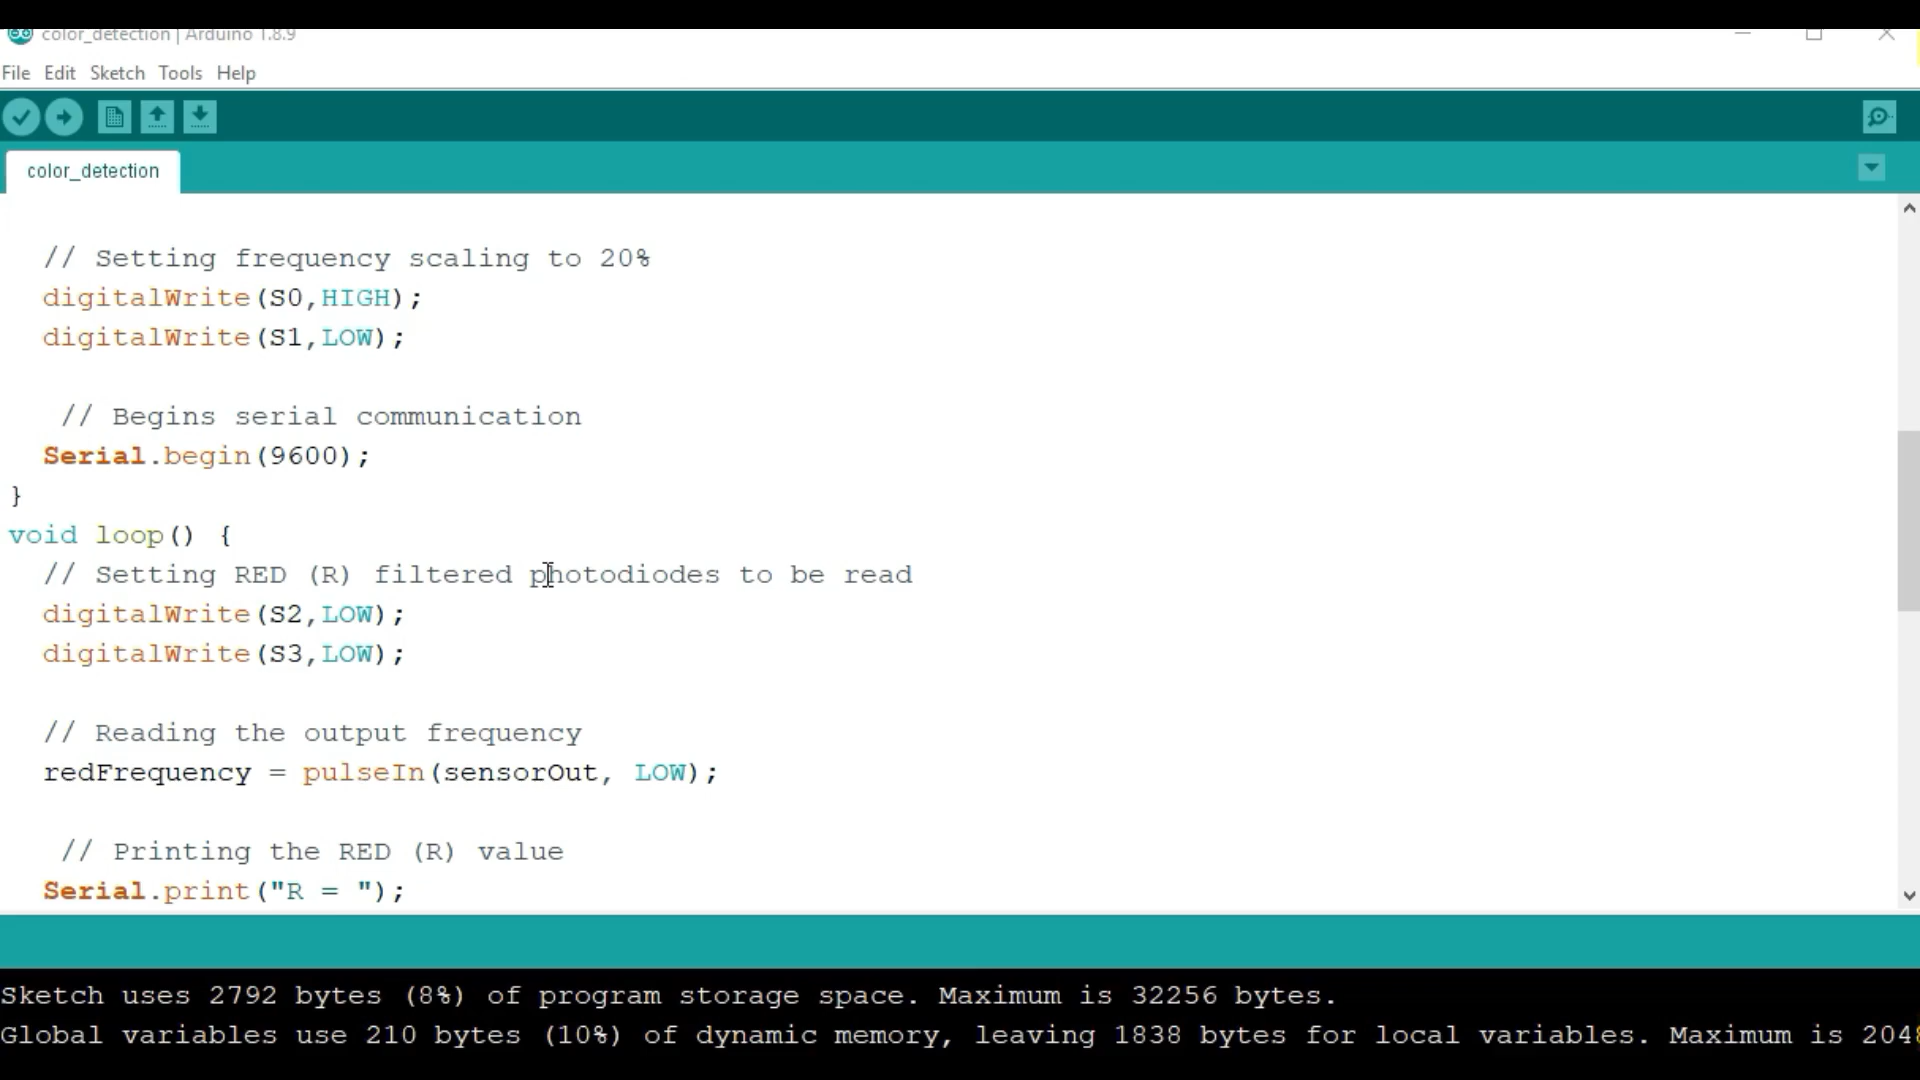 color_detection | Arduino 1.8.9
File Edit Sketch Tools Help
color_detection
// Setting frequency scaling to 20%
digitalWrite(S0,HIGH);
digitalWrite(S1,LOW);
// Begins serial communication
Serial.begin(9600);
}
void loop() {
// Setting RED (R) filtered photodiodes to be read
digitalWrite(S2,LOW);
digitalWrite(S3,LOW);
// Reading the output frequency
redFrequency = pulseIn(sensorOut, LOW);
// Printing the RED (R) value
Serial.print("R = ");
Sketch uses 2792 bytes (8%) of program storage space. Maximum is 32256 bytes.
Global variables use 210 bytes (10%) of dynamic memory, leaving 1838 bytes for local variables. Maximum is 2048